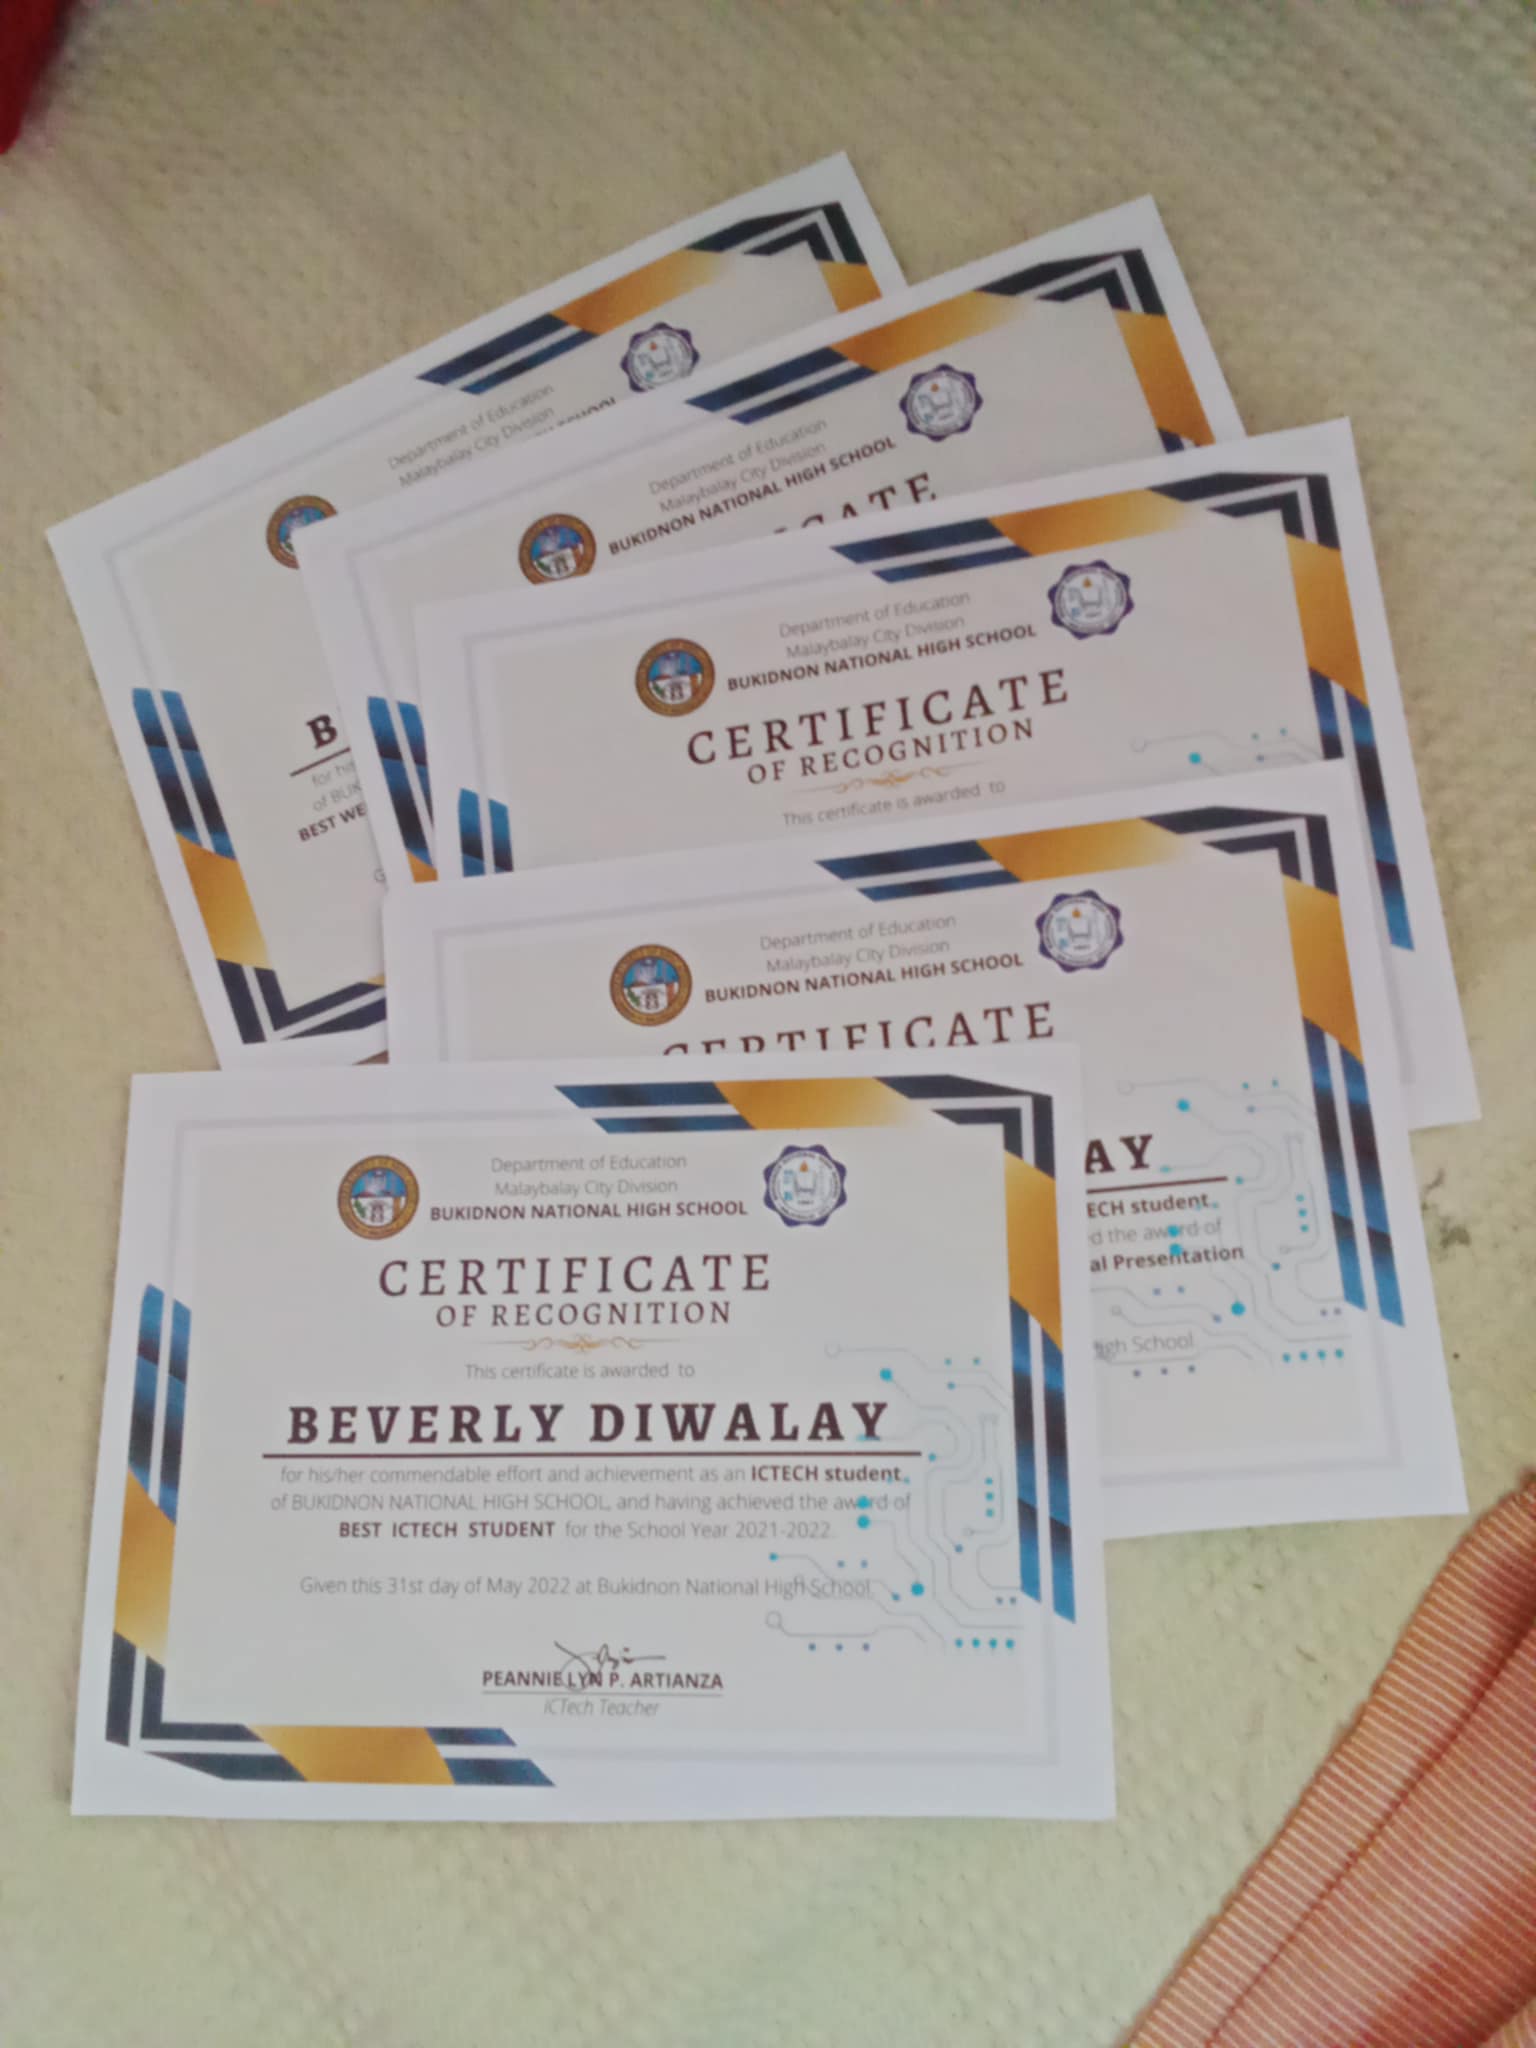 Department of Education
Malaybalay City Division
B
for his
of BUK
BEST WE
G
Department of Education
Malaybalay City Division
BUKIDNON NATIONAL HIGH SCHOOL
Department of Education
Malaybalay City Division
BUKIDNON NATIONAL HIGH SCHOOL
CERTIFICATE
OF RECOGNITION
This certificate is awarded to
Department of Education
Malaybalay City Division
BUKIDNON NATIONAL HIGH SCHOOL
CERTIFICATE
AY
ECH student,
d the award of
al Presentation
High School
Department of Education
Malaybalay City Division
BUKIDNON NATIONAL HIGH SCHOOL
CERTIFICATE
OF RECOGNITION
This certificate is awarded to
BEVERLY DIWALAY
for his/her commendable effort and achievement as an ICTECH student,
of BUKIDNON NATIONAL HIGH SCHOOL, and having achieved the award of
BEST ICTECH STUDENT for the School Year 2021-2022.
Given this 31st day of May 2022 at Bukidnon National High School.
PEANNIE LYN P. ARTIANZA
ICTech Teacher